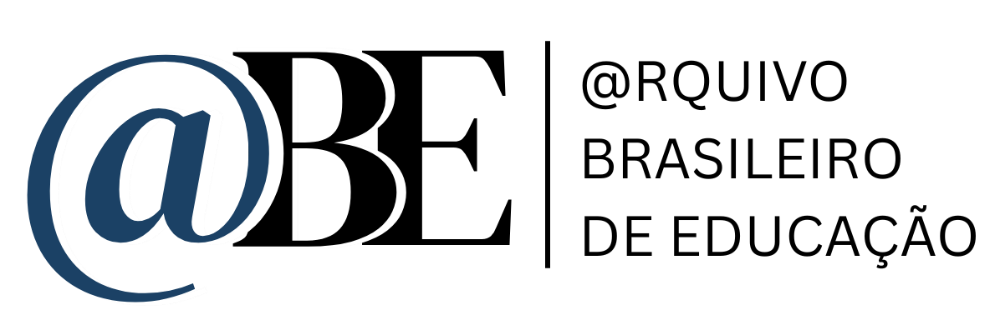 @BE
@RQUIVO
BRASILEIRO
DE EDUCAÇÃO